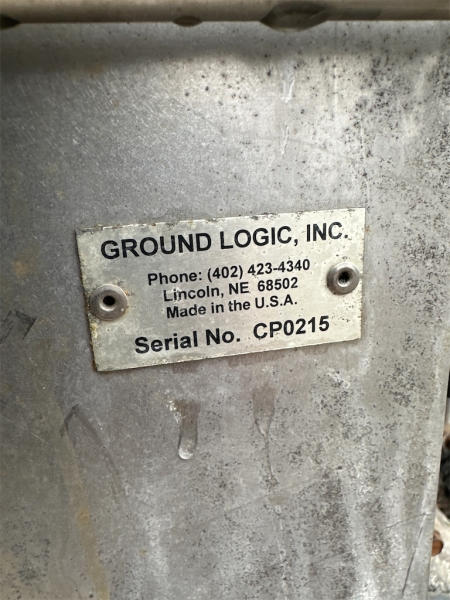 GROUND LOGIC, INC.
Phone: (402) 423-4340
Lincoln, NE 68502
Made in the U.S.A.
Serial No. CP0215